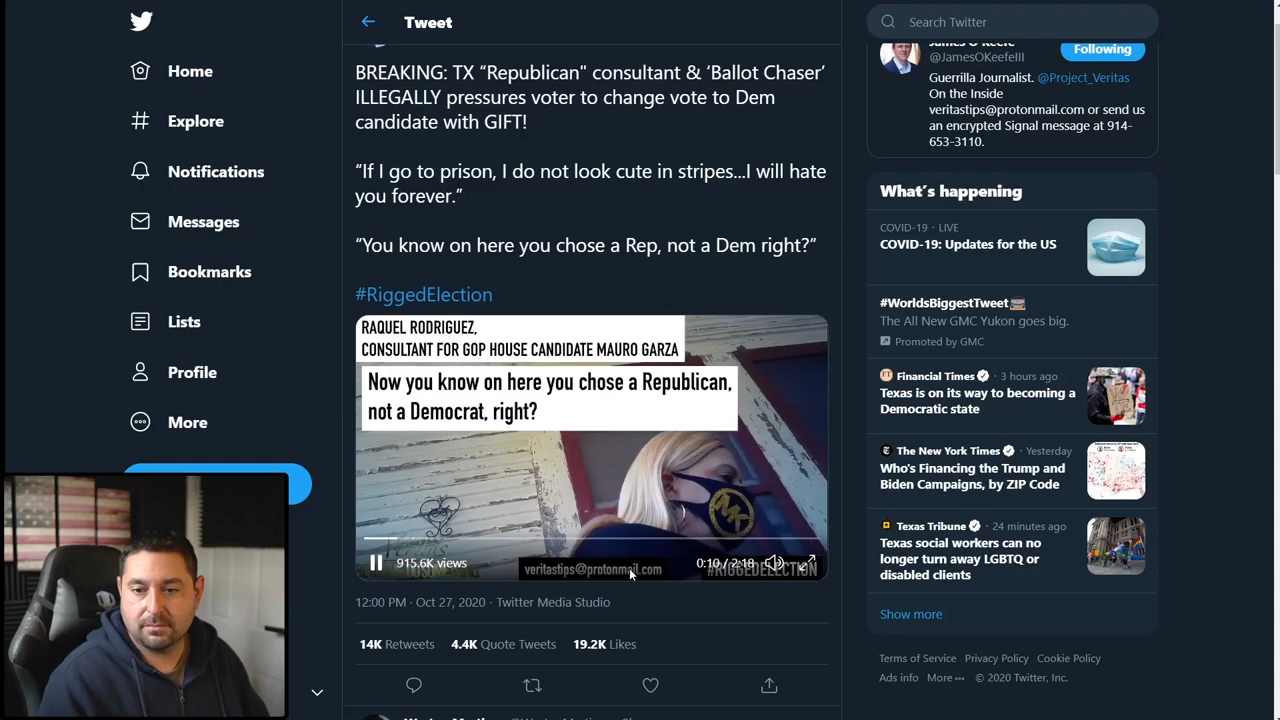 Home
Explore
Notifications
Messages
Bookmarks
Lists
Profile
More
Tweet
BREAKING: TX “Republican" consultant & ‘Ballot Chaser’
ILLEGALLY pressures voter to change vote to Dem
candidate with GIFT!
“If I go to prison, I do not look cute in stripes...I will hate
you forever.”
“You know on here you chose a Rep, not a Dem right?”
#RiggedElection
RAQUEL RODRIGUEZ,
CONSULTANT FOR GOP HOUSE CANDIDATE MAURO GARZA
Now you know on here you chose a Republican,
not a Democrat, right?
MK
915.6K views
veritastips@protonmail.com
0:10 / 2:18
#RIGGEDELECTION
12:00 PM · Oct 27, 2020 · Twitter Media Studio
14K Retweets 4.4K Quote Tweets 19.2K Likes
Search Twitter
James O'Keefe
@JamesOKeefeIII
Following
Guerrilla Journalist. @Project_Veritas
On the Inside
veritastips@protonmail.com or send us
an encrypted Signal message at 914-
653-3110.
What’s happening
COVID-19 · LIVE
COVID-19: Updates for the US
#WorldsBiggestTweet
The All New GMC Yukon goes big.
Promoted by GMC
Financial Times · 3 hours ago
Texas is on its way to becoming a
Democratic state
The New York Times · Yesterday
Who's Financing the Trump and
Biden Campaigns, by ZIP Code
Texas Tribune · 24 minutes ago
Texas social workers can no
longer turn away LGBTQ or
disabled clients
Show more
Terms of Service Privacy Policy Cookie Policy
Ads info More ··· © 2020 Twitter, Inc.